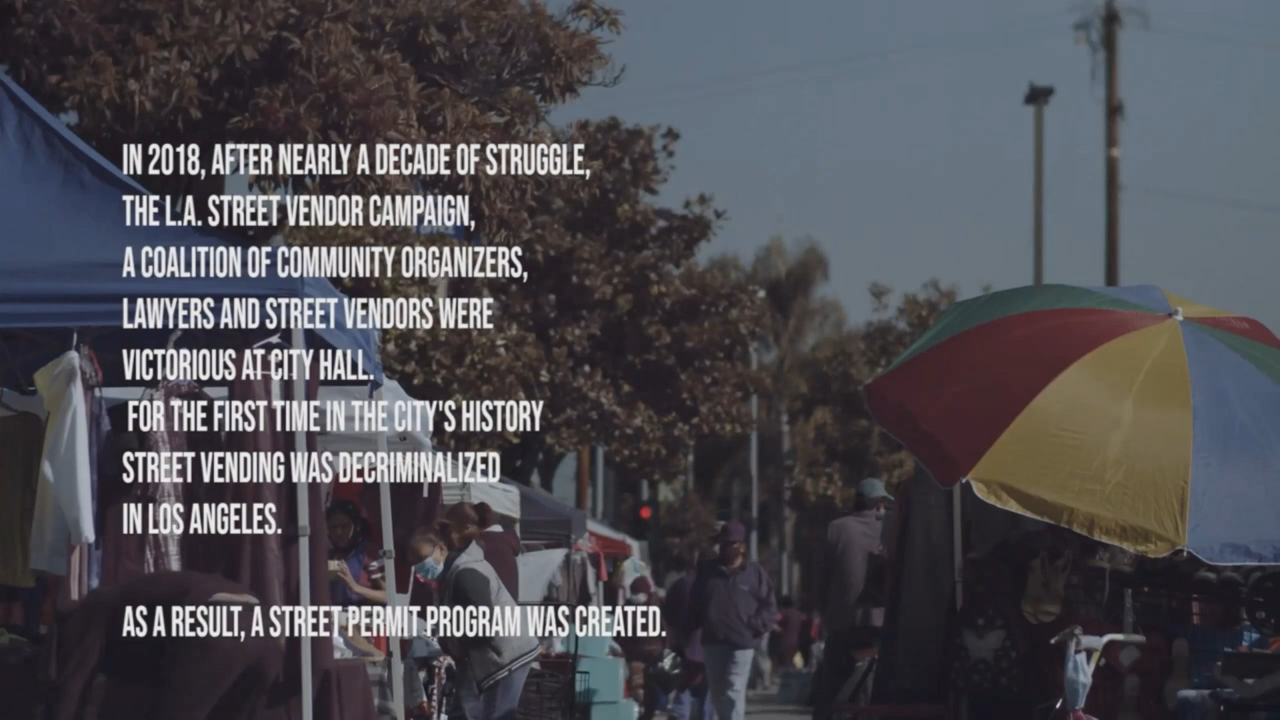 IN 2018, AFTER NEARLY A DECADE OF STRUGGLE,
THE L.A. STREET VENDOR CAMPAIGN,
A COALITION OF COMMUNITY ORGANIZERS,
LAWYERS AND STREET VENDORS WERE
VICTORIOUS AT CITY HALL.
FOR THE FIRST TIME IN THE CITY'S HISTORY
STREET VENDING WAS DECRIMINALIZED
IN LOS ANGELES.
AS A RESULT, A STREET PERMIT PROGRAM WAS CREATED.